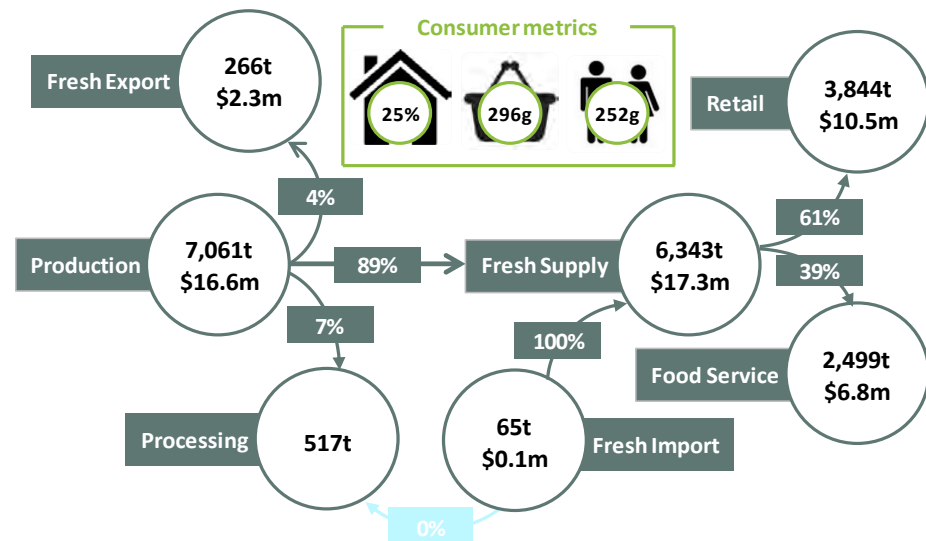 Consumer metrics
25%
296g
252g
Fresh Export
266t
$2.3m
Retail
3,844t
$10.5m
4%
61%
Production
7,061t
$16.6m
89%
Fresh Supply
6,343t
$17.3m
39%
7%
100%
Food Service
2,499t
$6.8m
Processing
517t
65t
$0.1m
Fresh Import
0%